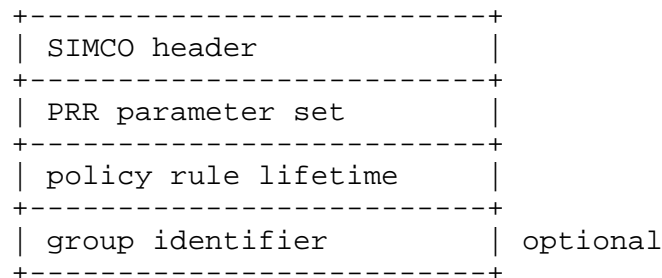 +--------------------------+
| SIMCO header             |
+--------------------------+
| PRR parameter set        |
+--------------------------+
| policy rule lifetime     |
+--------------------------+
| group identifier         | optional
+--------------------------+